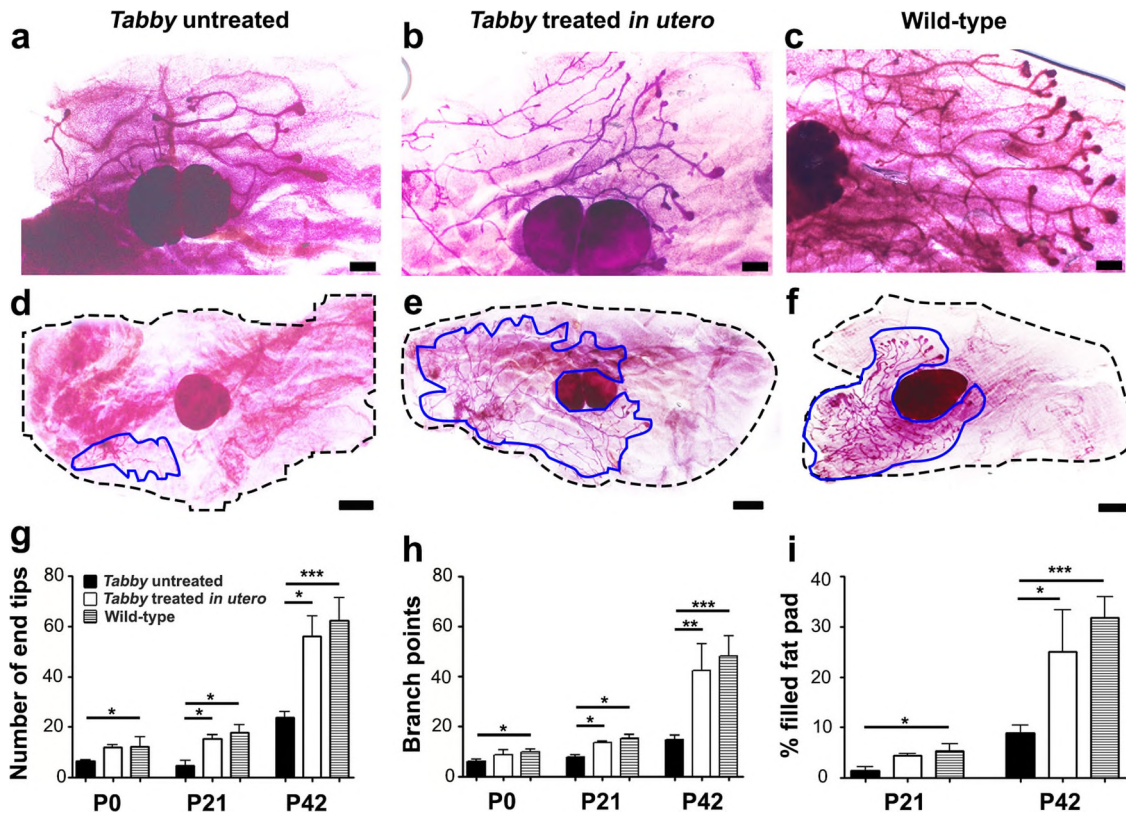 Tabby untreated
Tabby treated in utero
Wild-type
a
b
c
d
e
f
g
h
i
Number of end tips
80
60
40
20
0
Tabby untreated
Tabby treated in utero
Wild-type
*
*
*
*
***
P0
P21
P42
Branch points
80
60
40
20
0
*
*
*
**
***
P0
P21
P42
% filled fat pad
40
30
20
10
0
*
*
***
P21
P42